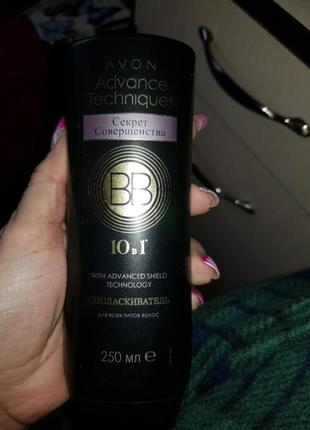 AVON
Advance
Techniques
Секрет
Совершенства
BB
10 в 1
WITH ADVANCED SHIELD
TECHNOLOGY
ОПОЛАСКИВАТЕЛЬ
ДЛЯ ВСЕХ ТИПОВ ВОЛОС
250 МЛ e